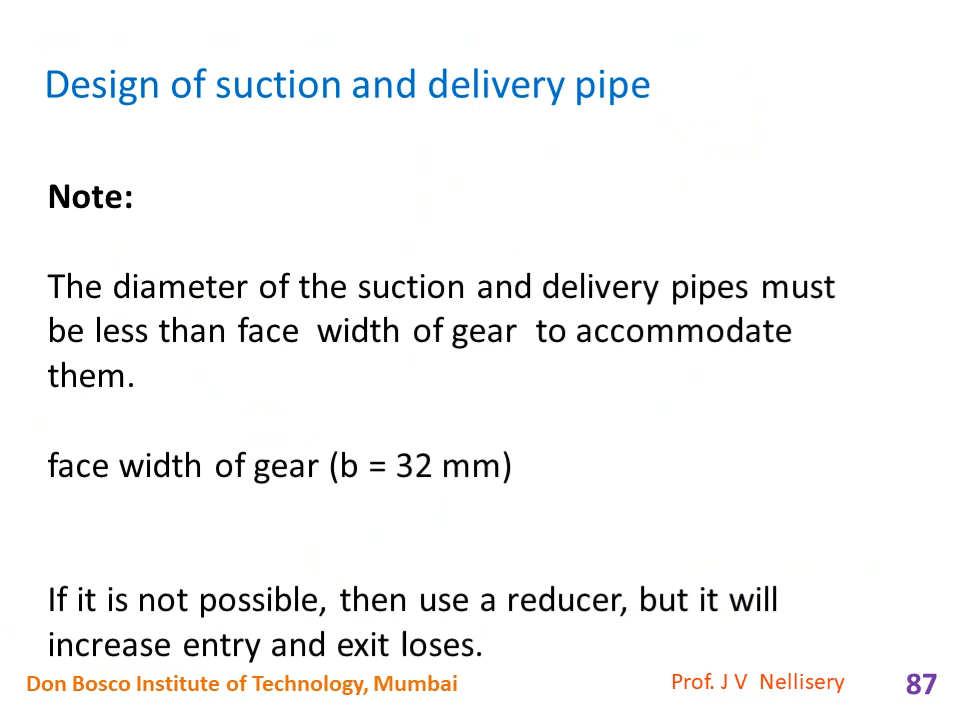 Design of suction and delivery pipe
Note:
The diameter of the suction and delivery pipes must
be less than face width of gear to accommodate
them.
face width of gear (b = 32 mm)
If it is not possible, then use a reducer, but it will
increase entry and exit loses.
Don Bosco Institute of Technology, Mumbai
Prof. J V Nellisery
87